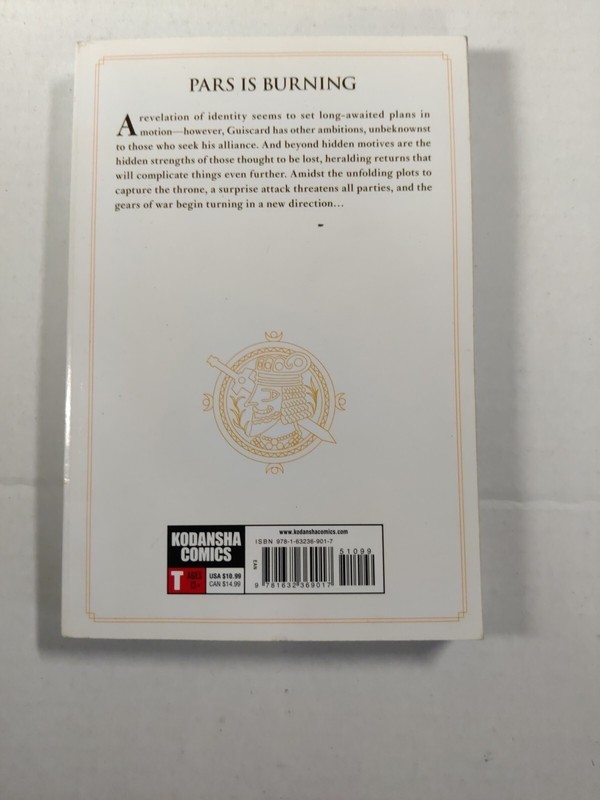 PARS IS BURNING
A revelation of identity seems to set long-awaited plans in
motion—however, Guiscard has other ambitions, unbeknownst
to those who seek his alliance. And beyond hidden motives are the
hidden strengths of those thought to be lost, heralding returns that
will complicate things even further. Amidst the unfolding plots to
capture the throne, a surprise attack threatens all parties, and the
gears of war begin turning in a new direction...
KODANSHA
COMICS
T AGES
13+
USA $10.99
CAN $14.99
www.kodanshacomics.com
ISBN 978-1-63236-901-7
51099
9 781632 369017